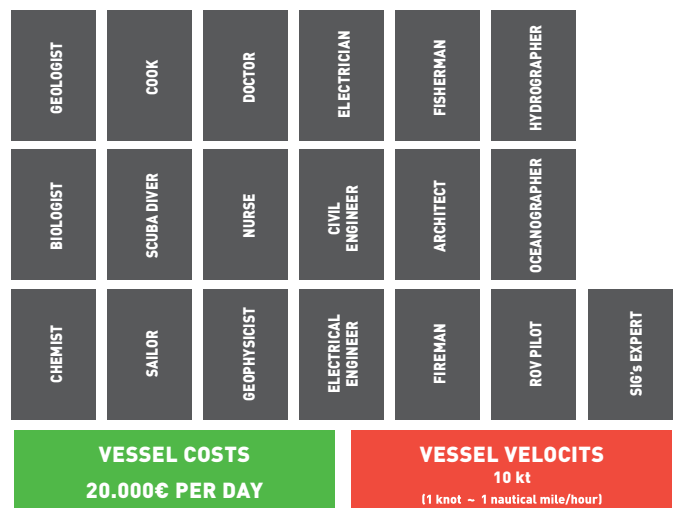 GEOLOGIST
COOK
DOCTOR
ELECTRICIAN
FISHERMAN
HYDROGRAPHER
BIOLOGIST
SCUBA DIVER
NURSE
CIVIL
ENGINEER
ARCHITECT
OCEANOGRAPHER
CHEMIST
SAILOR
GEOPHYSICIST
ELECTRICAL
ENGINEER
FIREMAN
ROV PILOT
SIG's EXPERT
VESSEL COSTS
20.000€ PER DAY
VESSEL VELOCITS
10 kt
(1 knot ~ 1 nautical mile/hour)